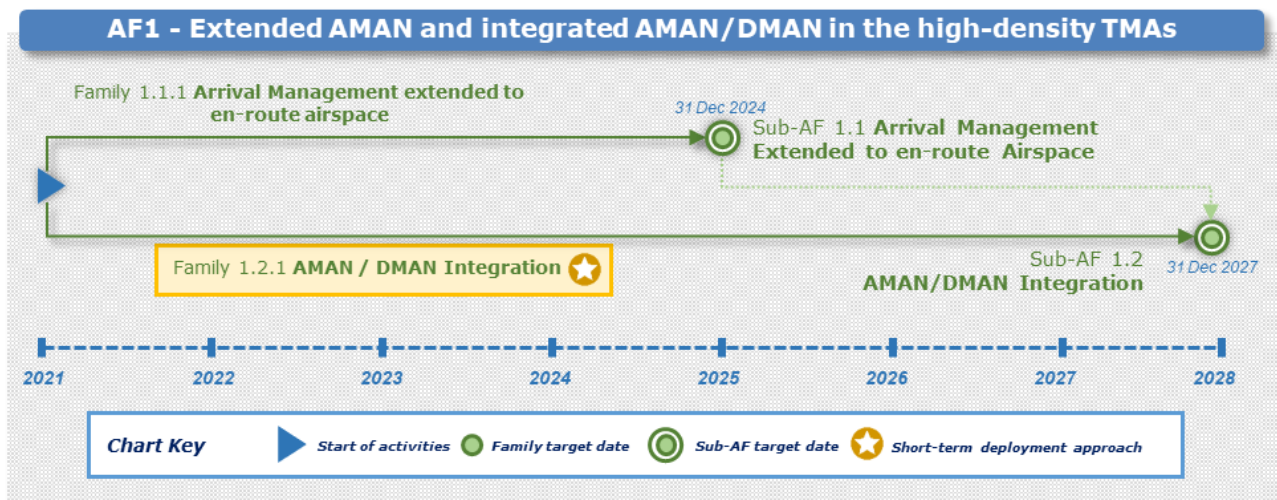 AF1 - Extended AMAN and integrated AMAN/DMAN in the high-density TMAs
Family 1.1.1 Arrival Management extended to
en-route airspace
31 Dec 2024
Sub-AF 1.1 Arrival Management
Extended to en-route Airspace
Family 1.2.1 AMAN / DMAN Integration
Sub-AF 1.2
AMAN/DMAN Integration
31 Dec 2027
2021 2022 2023 2024 2025 2026 2027 2028
Chart Key Start of activities Family target date Sub-AF target date Short-term deployment approach